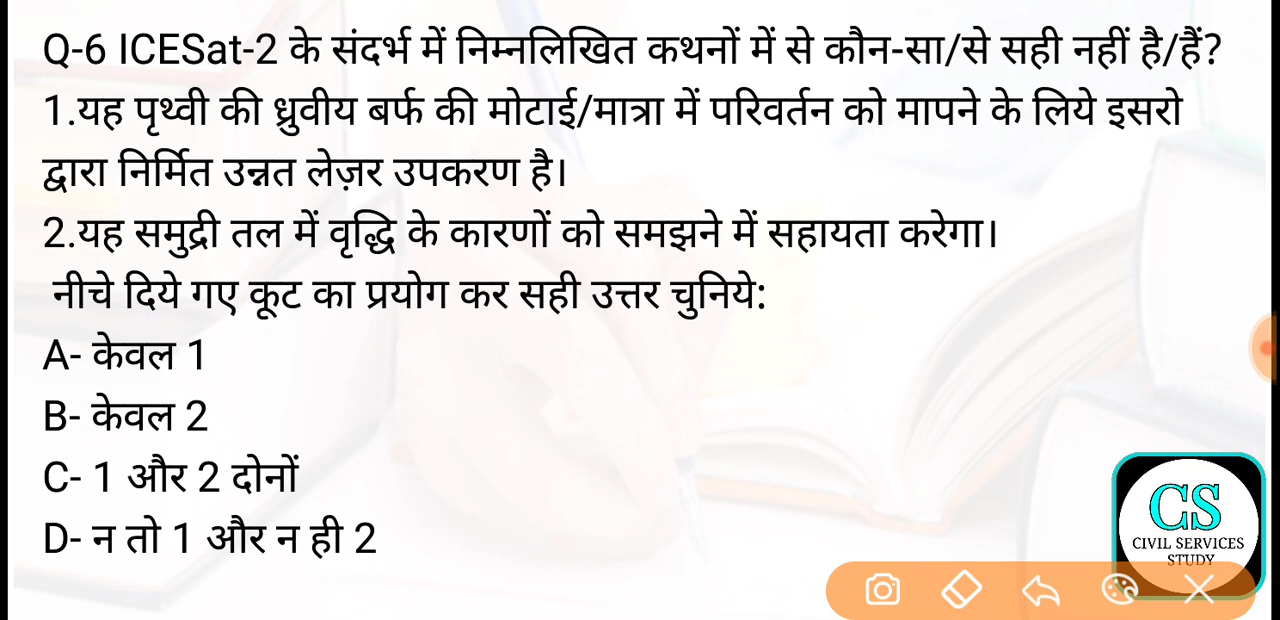 Q-6 ICESat-2 के संदर्भ में निम्नलिखित कथनों में से कौन-सा/से सही नहीं है/हैं?
1.यह पृथ्वी की ध्रुवीय बर्फ की मोटाई/मात्रा में परिवर्तन को मापने के लिये इसरो
द्वारा निर्मित उन्नत लेज़र उपकरण है।
2.यह समुद्री तल में वृद्धि के कारणों को समझने में सहायता करेगा।
नीचे दिये गए कूट का प्रयोग कर सही उत्तर चुनिये:
A- केवल 1
B- केवल 2
C- 1 और 2 दोनों
D- न तो 1 और न ही 2
CS
CIVIL SERVICES
STUDY